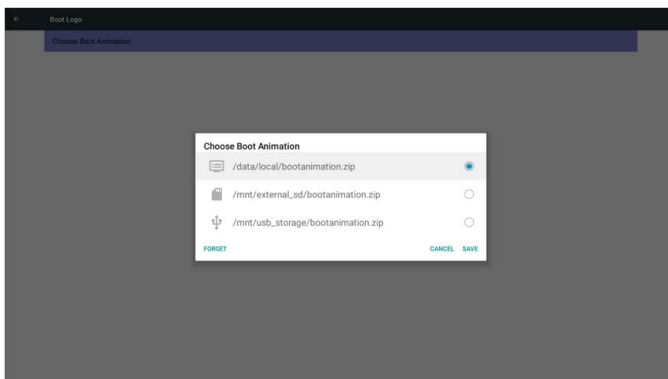 Boot Logo
Choose Boot Animation
Choose Boot Animation
/data/local/bootanimation.zip
/mnt/external_sd/bootanimation.zip
/mnt/usb_storage/bootanimation.zip
FORGET CANCEL SAVE